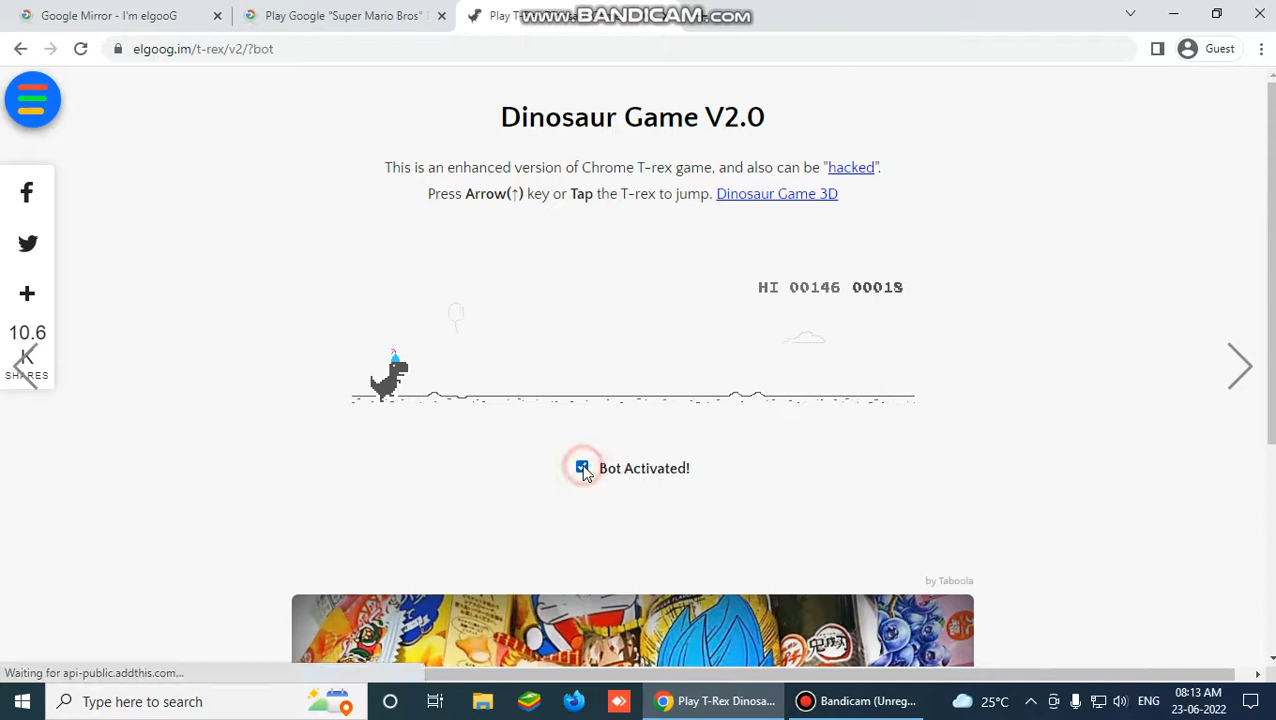 Google Mirror - I'm elgooG
Play Google "Super Mario Bros"
Play T-
www.BANDICAM.com
elgoog.im/t-rex/v2/?bot
Guest
Dinosaur Game V2.0
This is an enhanced version of Chrome T-rex game, and also can be "hacked".
Press Arrow(↑) key or Tap the T-rex to jump. Dinosaur Game 3D
10.6
K
SHARES
HI 00146 00018
Bot Activated!
by Taboola
Waiting for api-public.addthis.com...
Type here to search
Play T-Rex Dinosa...
Bandicam (Unreg...
25°C
ENG
08:13 AM
23-06-2022